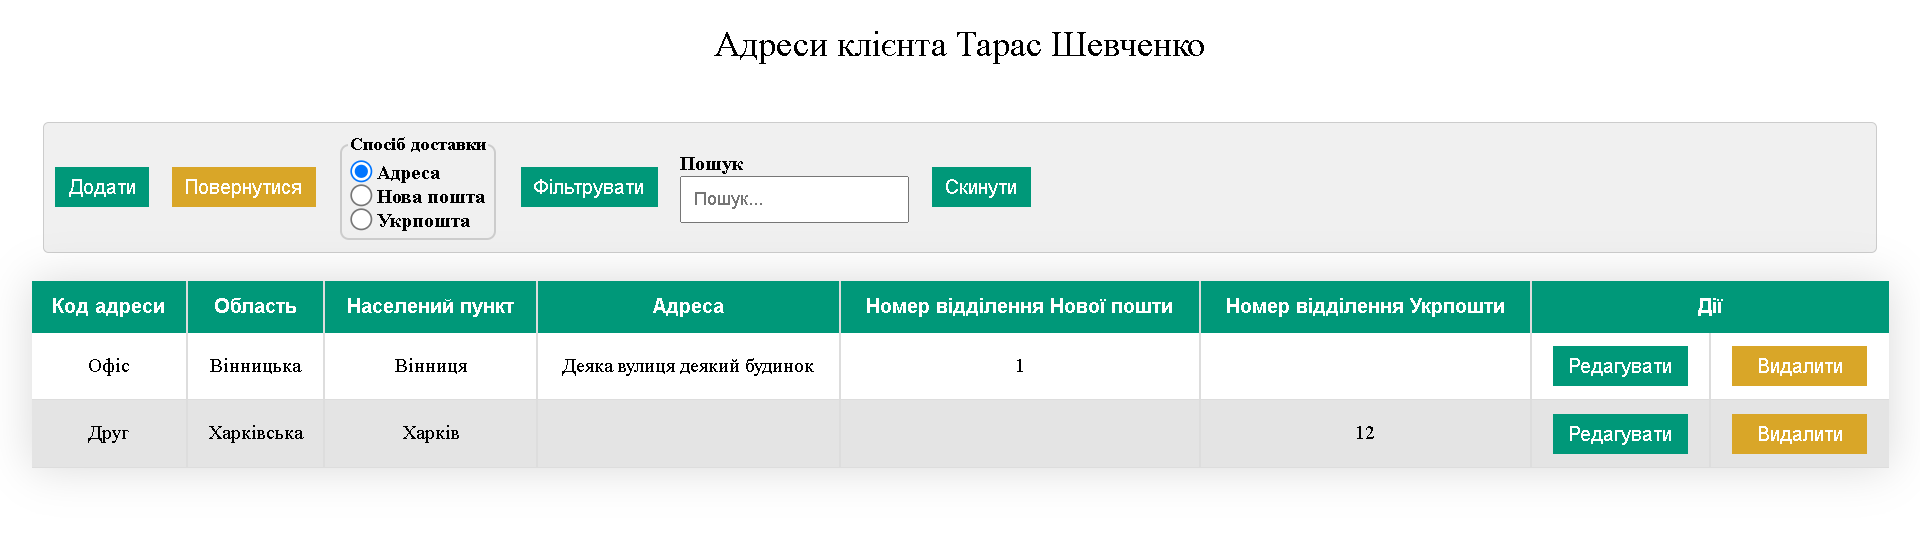 Адреси клієнта Тарас Шевченко
Додати
Повернутися
Спосіб доставки
Адреса
Нова пошта
Укрпошта
Фільтрувати
Пошук
Пошук...
Скинути
Код адреси Область Населений пункт Адреса Номер відділення Нової пошти Номер відділення Укрпошти Дії
Офіс Вінницька Вінниця Деяка вулиця деякий будинок 1 Редагувати Видалити
Друг Харківська Харків 12 Редагувати Видалити